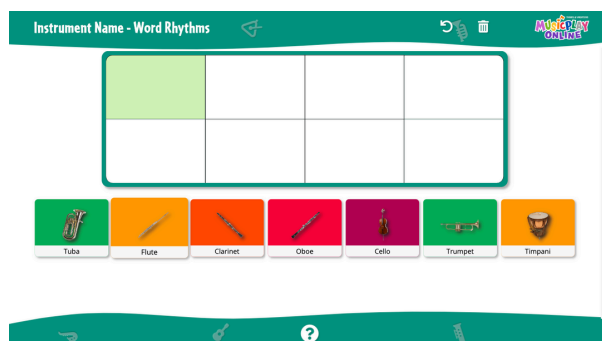 Instrument Name - Word Rhythms
MUSICPLAY
ONLINE
Tuba
Flute
Clarinet
Oboe
Cello
Trumpet
Timpani
?